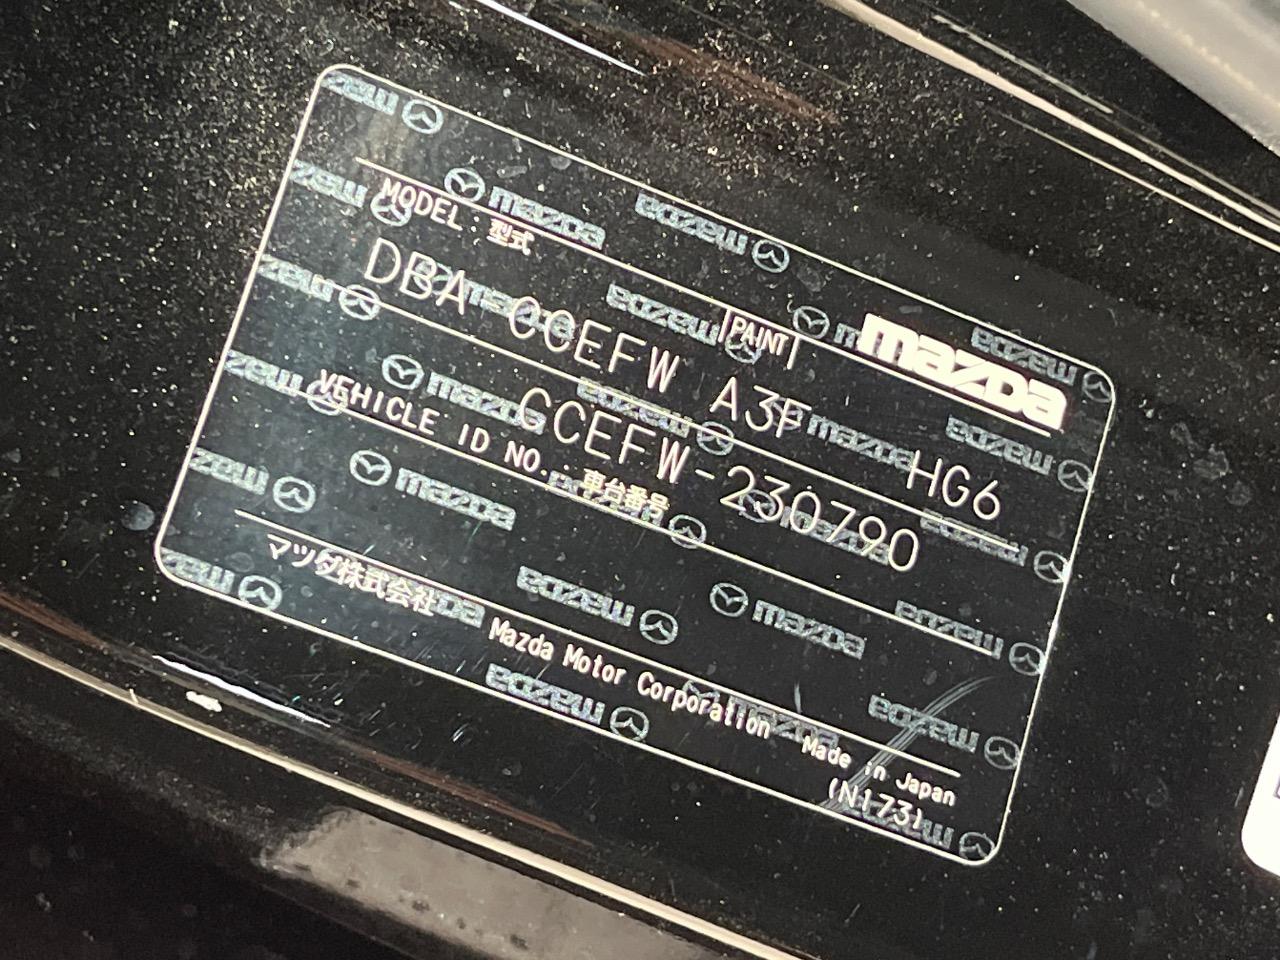 mazda
MODEL: 型式
PAINT
DBA CCEFW A3F HG6
CCEFW-230790
VEHICLE ID NO.: 車台番号
マツダ株式会社 Mazda Motor Corporation Made in Japan
(N173)